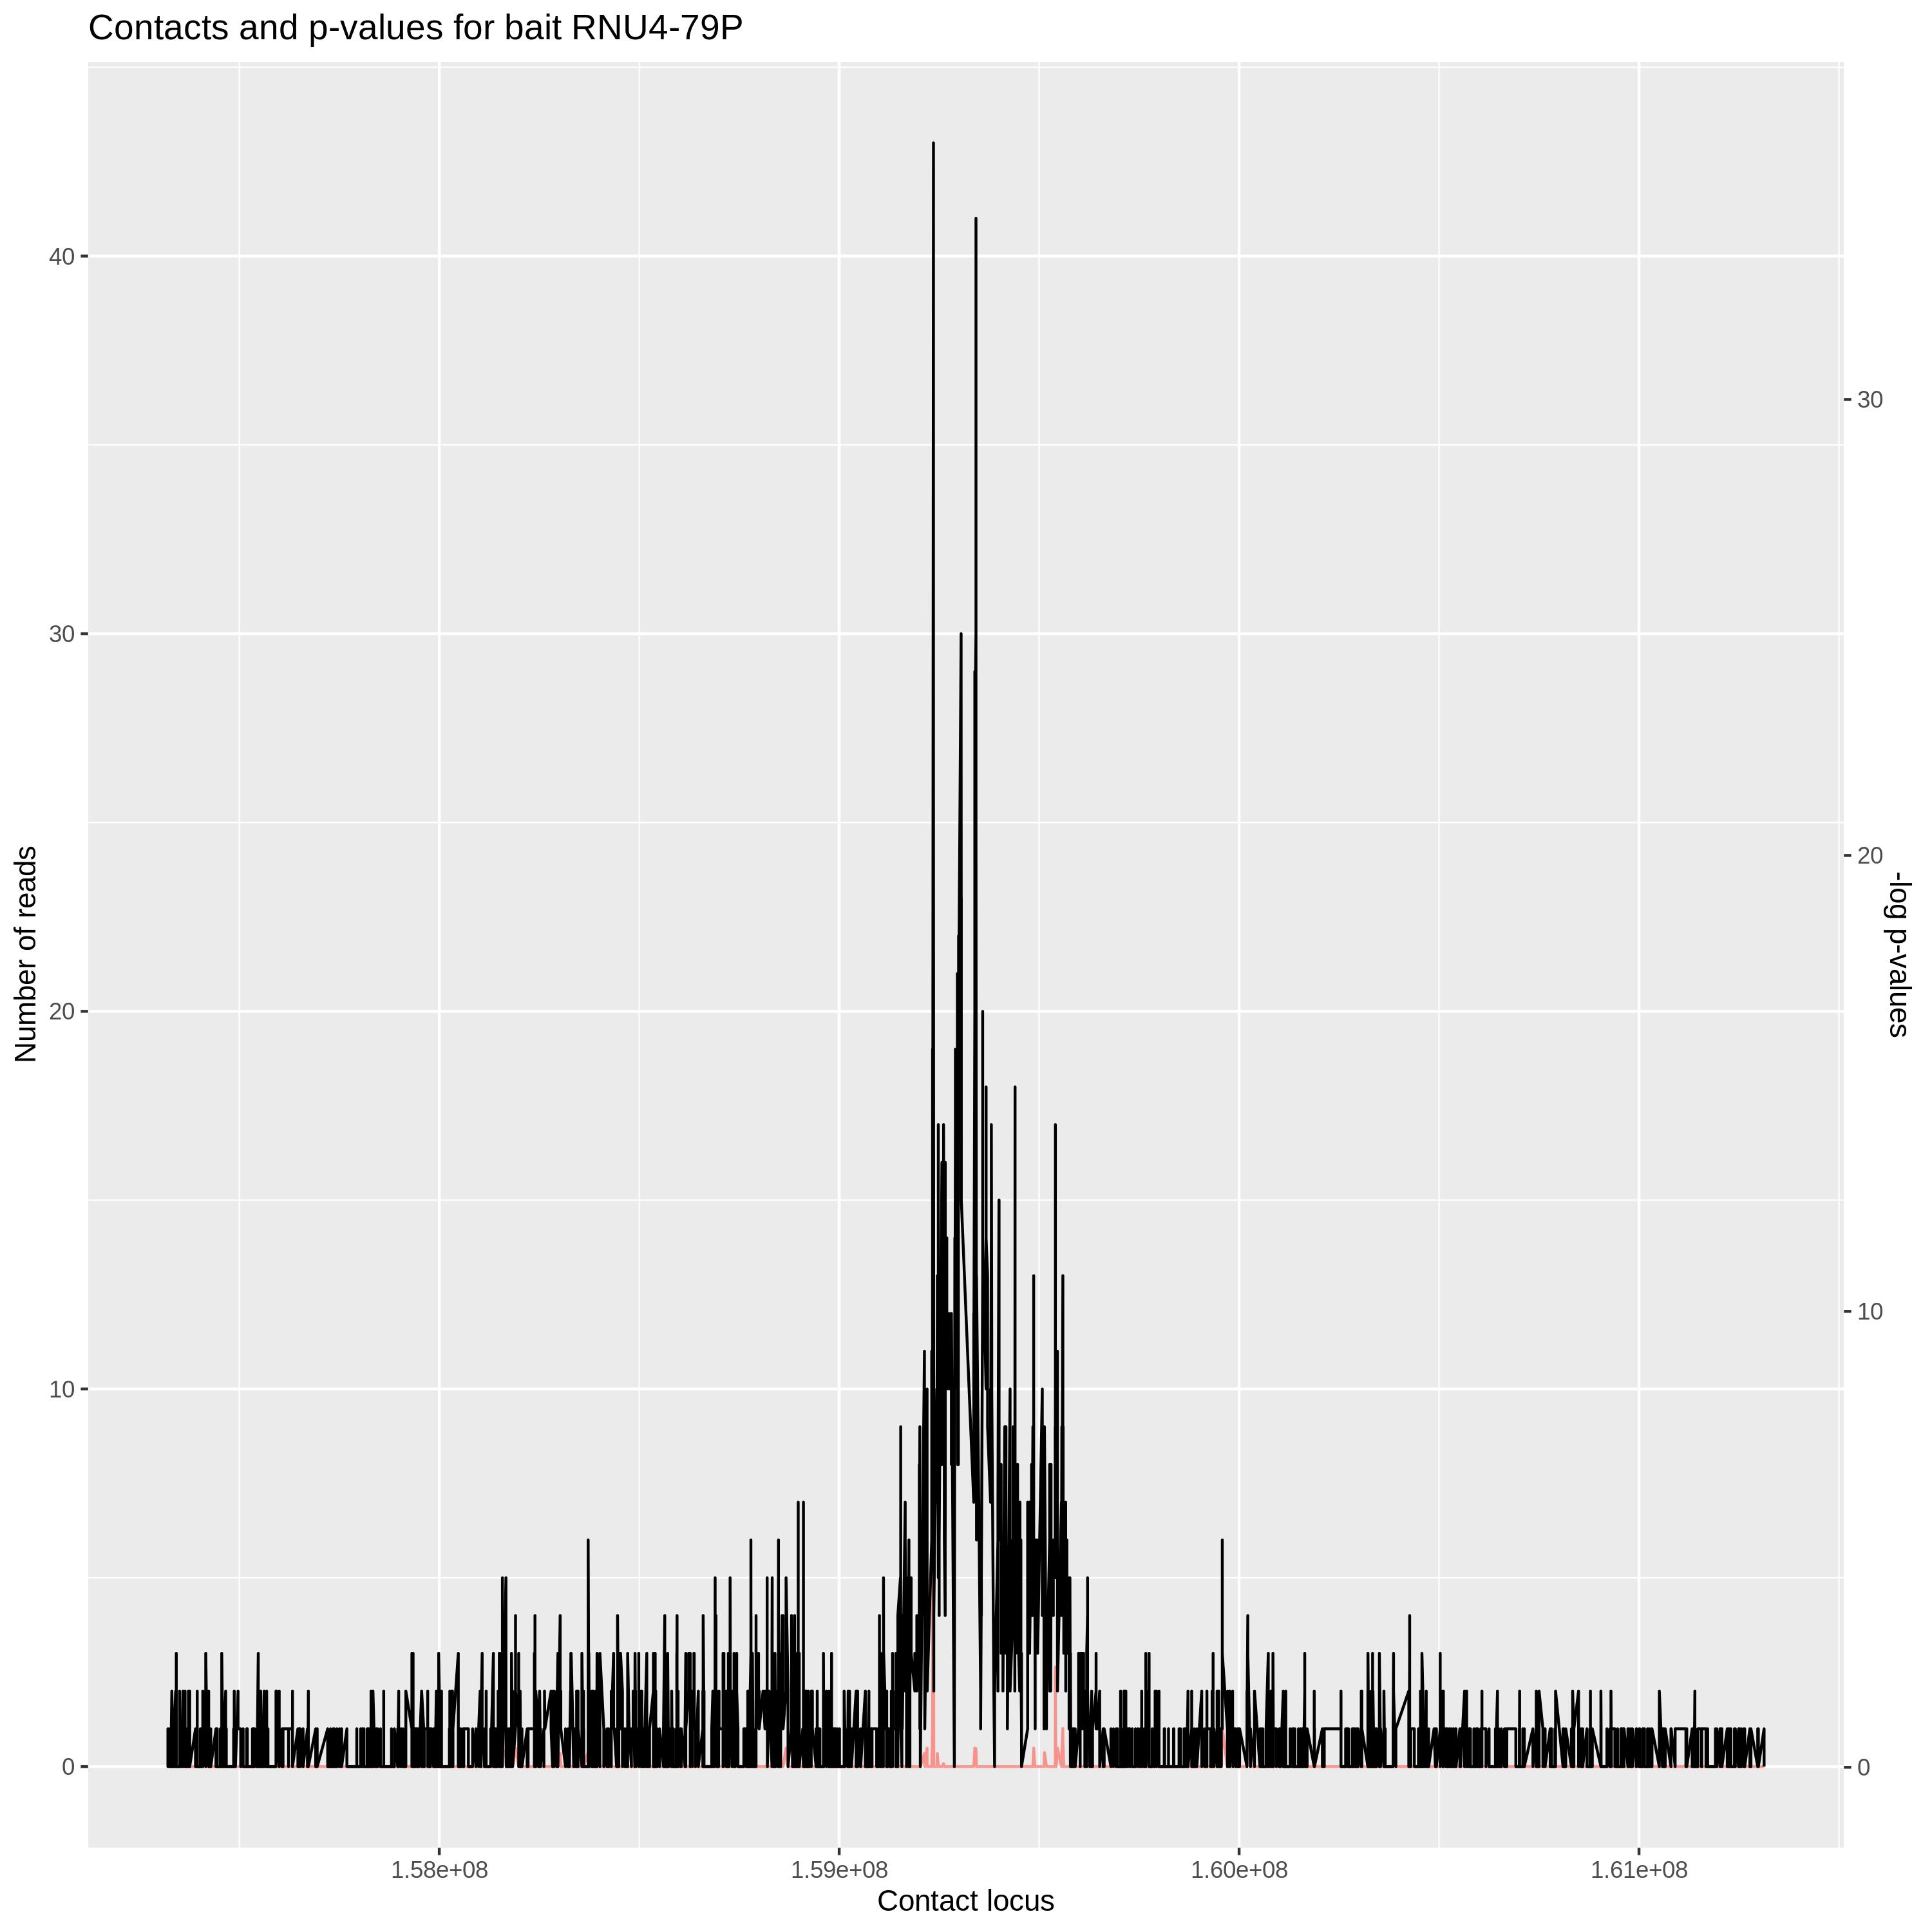 Contacts and p-values for bait RNU4-79P
40
30
20
10
0
Number of reads
30
20
10
0
-log p-values
1.58e+08
1.59e+08
1.60e+08
1.61e+08
Contact locus